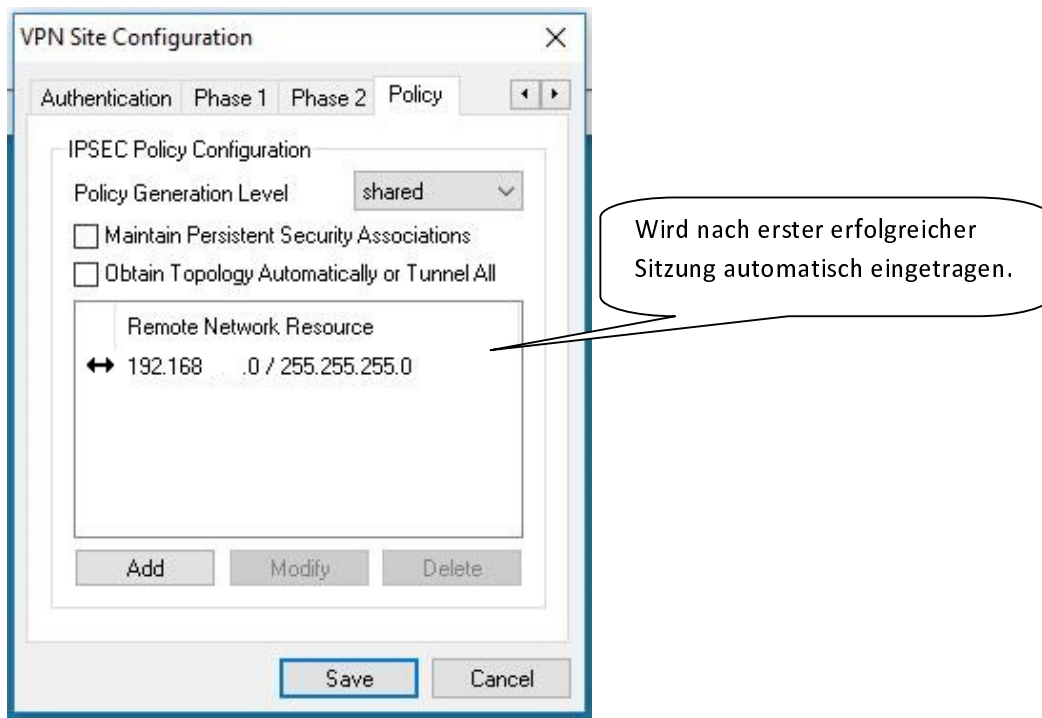 VPN Site Configuration
Authentication Phase 1 Phase 2 Policy
IPSEC Policy Configuration
Policy Generation Level shared
Maintain Persistent Security Associations
Obtain Topology Automatically or Tunnel All
Remote Network Resource
192.168 .0 / 255.255.255.0
Add Modify Delete
Save Cancel
Wird nach erster erfolgreicher
Sitzung automatisch eingetragen.